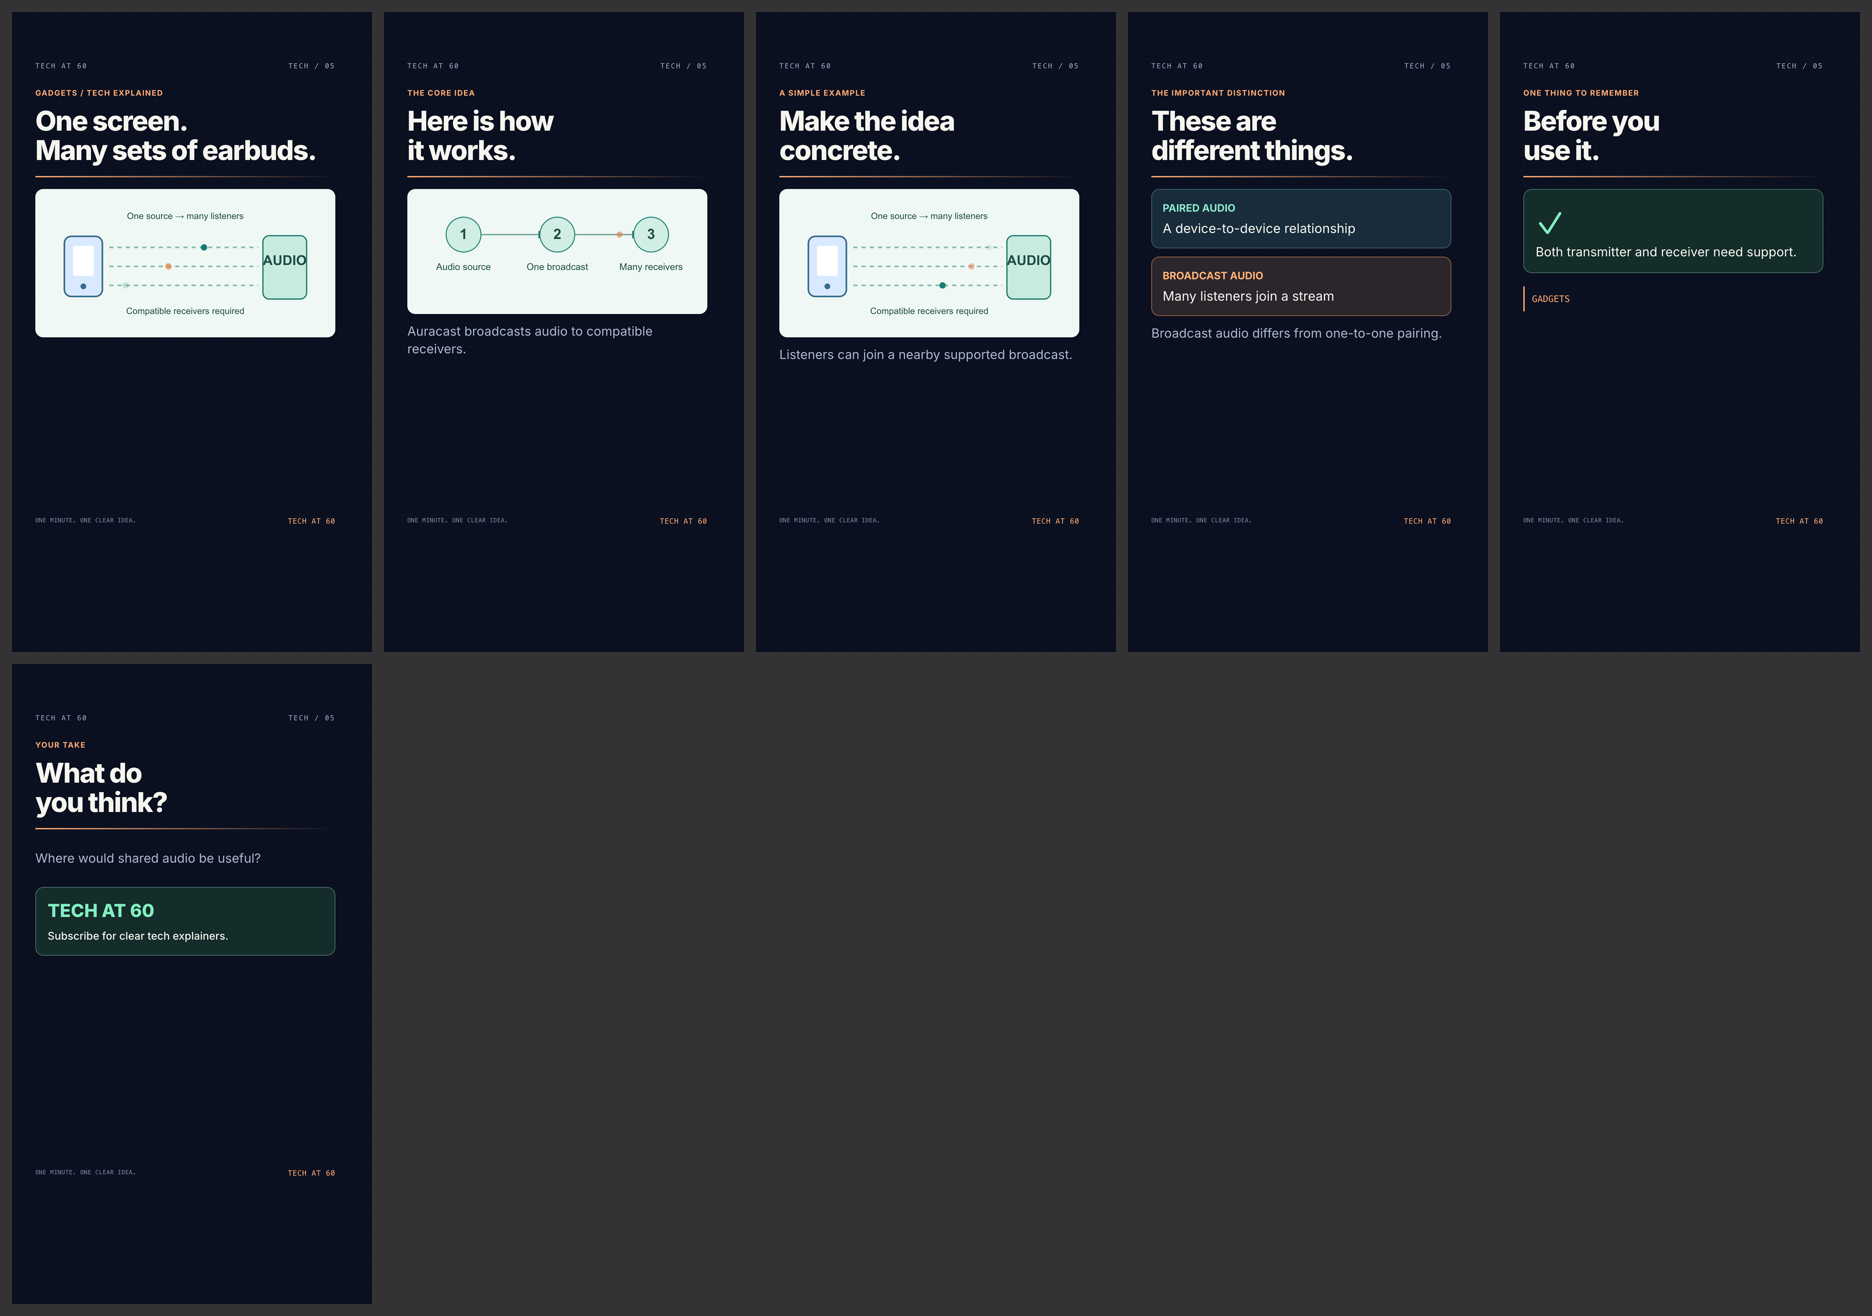 TECH AT 60
TECH / 05
GADGETS / TECH EXPLAINED
One screen.
Many sets of earbuds.
One source → many listeners
AUDIO
Compatible receivers required
ONE MINUTE. ONE CLEAR IDEA.
TECH AT 60
TECH AT 60
TECH / 05
THE CORE IDEA
Here is how
it works.
1
2
3
Audio source
One broadcast
Many receivers
Auracast broadcasts audio to compatible
receivers.
ONE MINUTE. ONE CLEAR IDEA.
TECH AT 60
TECH AT 60
TECH / 05
A SIMPLE EXAMPLE
Make the idea
concrete.
One source → many listeners
AUDIO
Compatible receivers required
Listeners can join a nearby supported broadcast.
ONE MINUTE. ONE CLEAR IDEA.
TECH AT 60
TECH AT 60
TECH / 05
THE IMPORTANT DISTINCTION
These are
different things.
PAIRED AUDIO
A device-to-device relationship
BROADCAST AUDIO
Many listeners join a stream
Broadcast audio differs from one-to-one pairing.
ONE MINUTE. ONE CLEAR IDEA.
TECH AT 60
TECH AT 60
TECH / 05
ONE THING TO REMEMBER
Before you
use it.
Both transmitter and receiver need support.
GADGETS
ONE MINUTE. ONE CLEAR IDEA.
TECH AT 60
TECH AT 60
TECH / 05
YOUR TAKE
What do
you think?
Where would shared audio be useful?
TECH AT 60
Subscribe for clear tech explainers.
ONE MINUTE. ONE CLEAR IDEA.
TECH AT 60